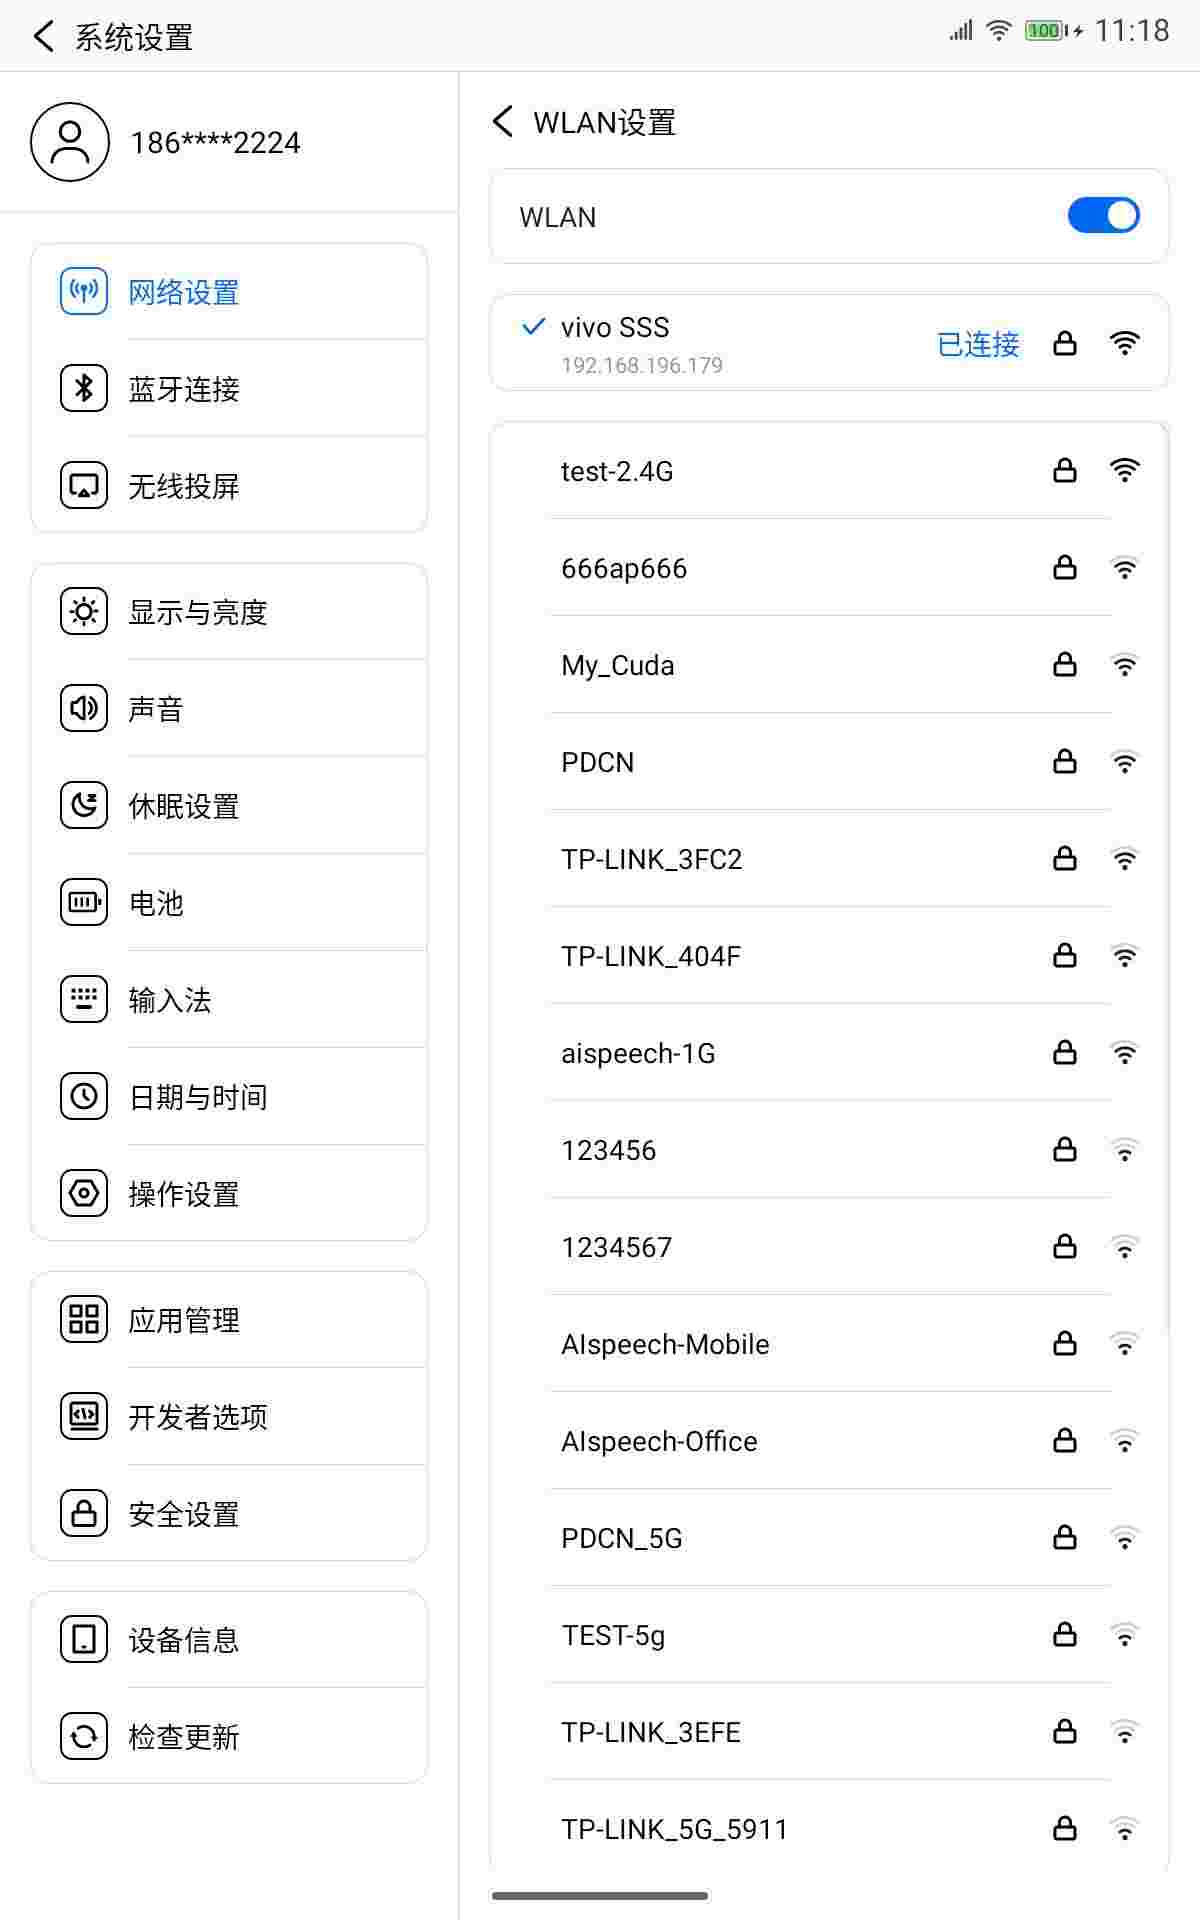 系统设置
100
11:18
186****2224
网络设置
蓝牙连接
无线投屏
显示与亮度
声音
休眠设置
电池
输入法
日期与时间
操作设置
应用管理
开发者选项
安全设置
设备信息
检查更新
WLAN设置
WLAN
vivo SSS
192.168.196.179
已连接
test-2.4G
666ap666
My_Cuda
PDCN
TP-LINK_3FC2
TP-LINK_404F
aispeech-1G
123456
1234567
AIspeech-Mobile
AIspeech-Office
PDCN_5G
TEST-5g
TP-LINK_3EFE
TP-LINK_5G_5911